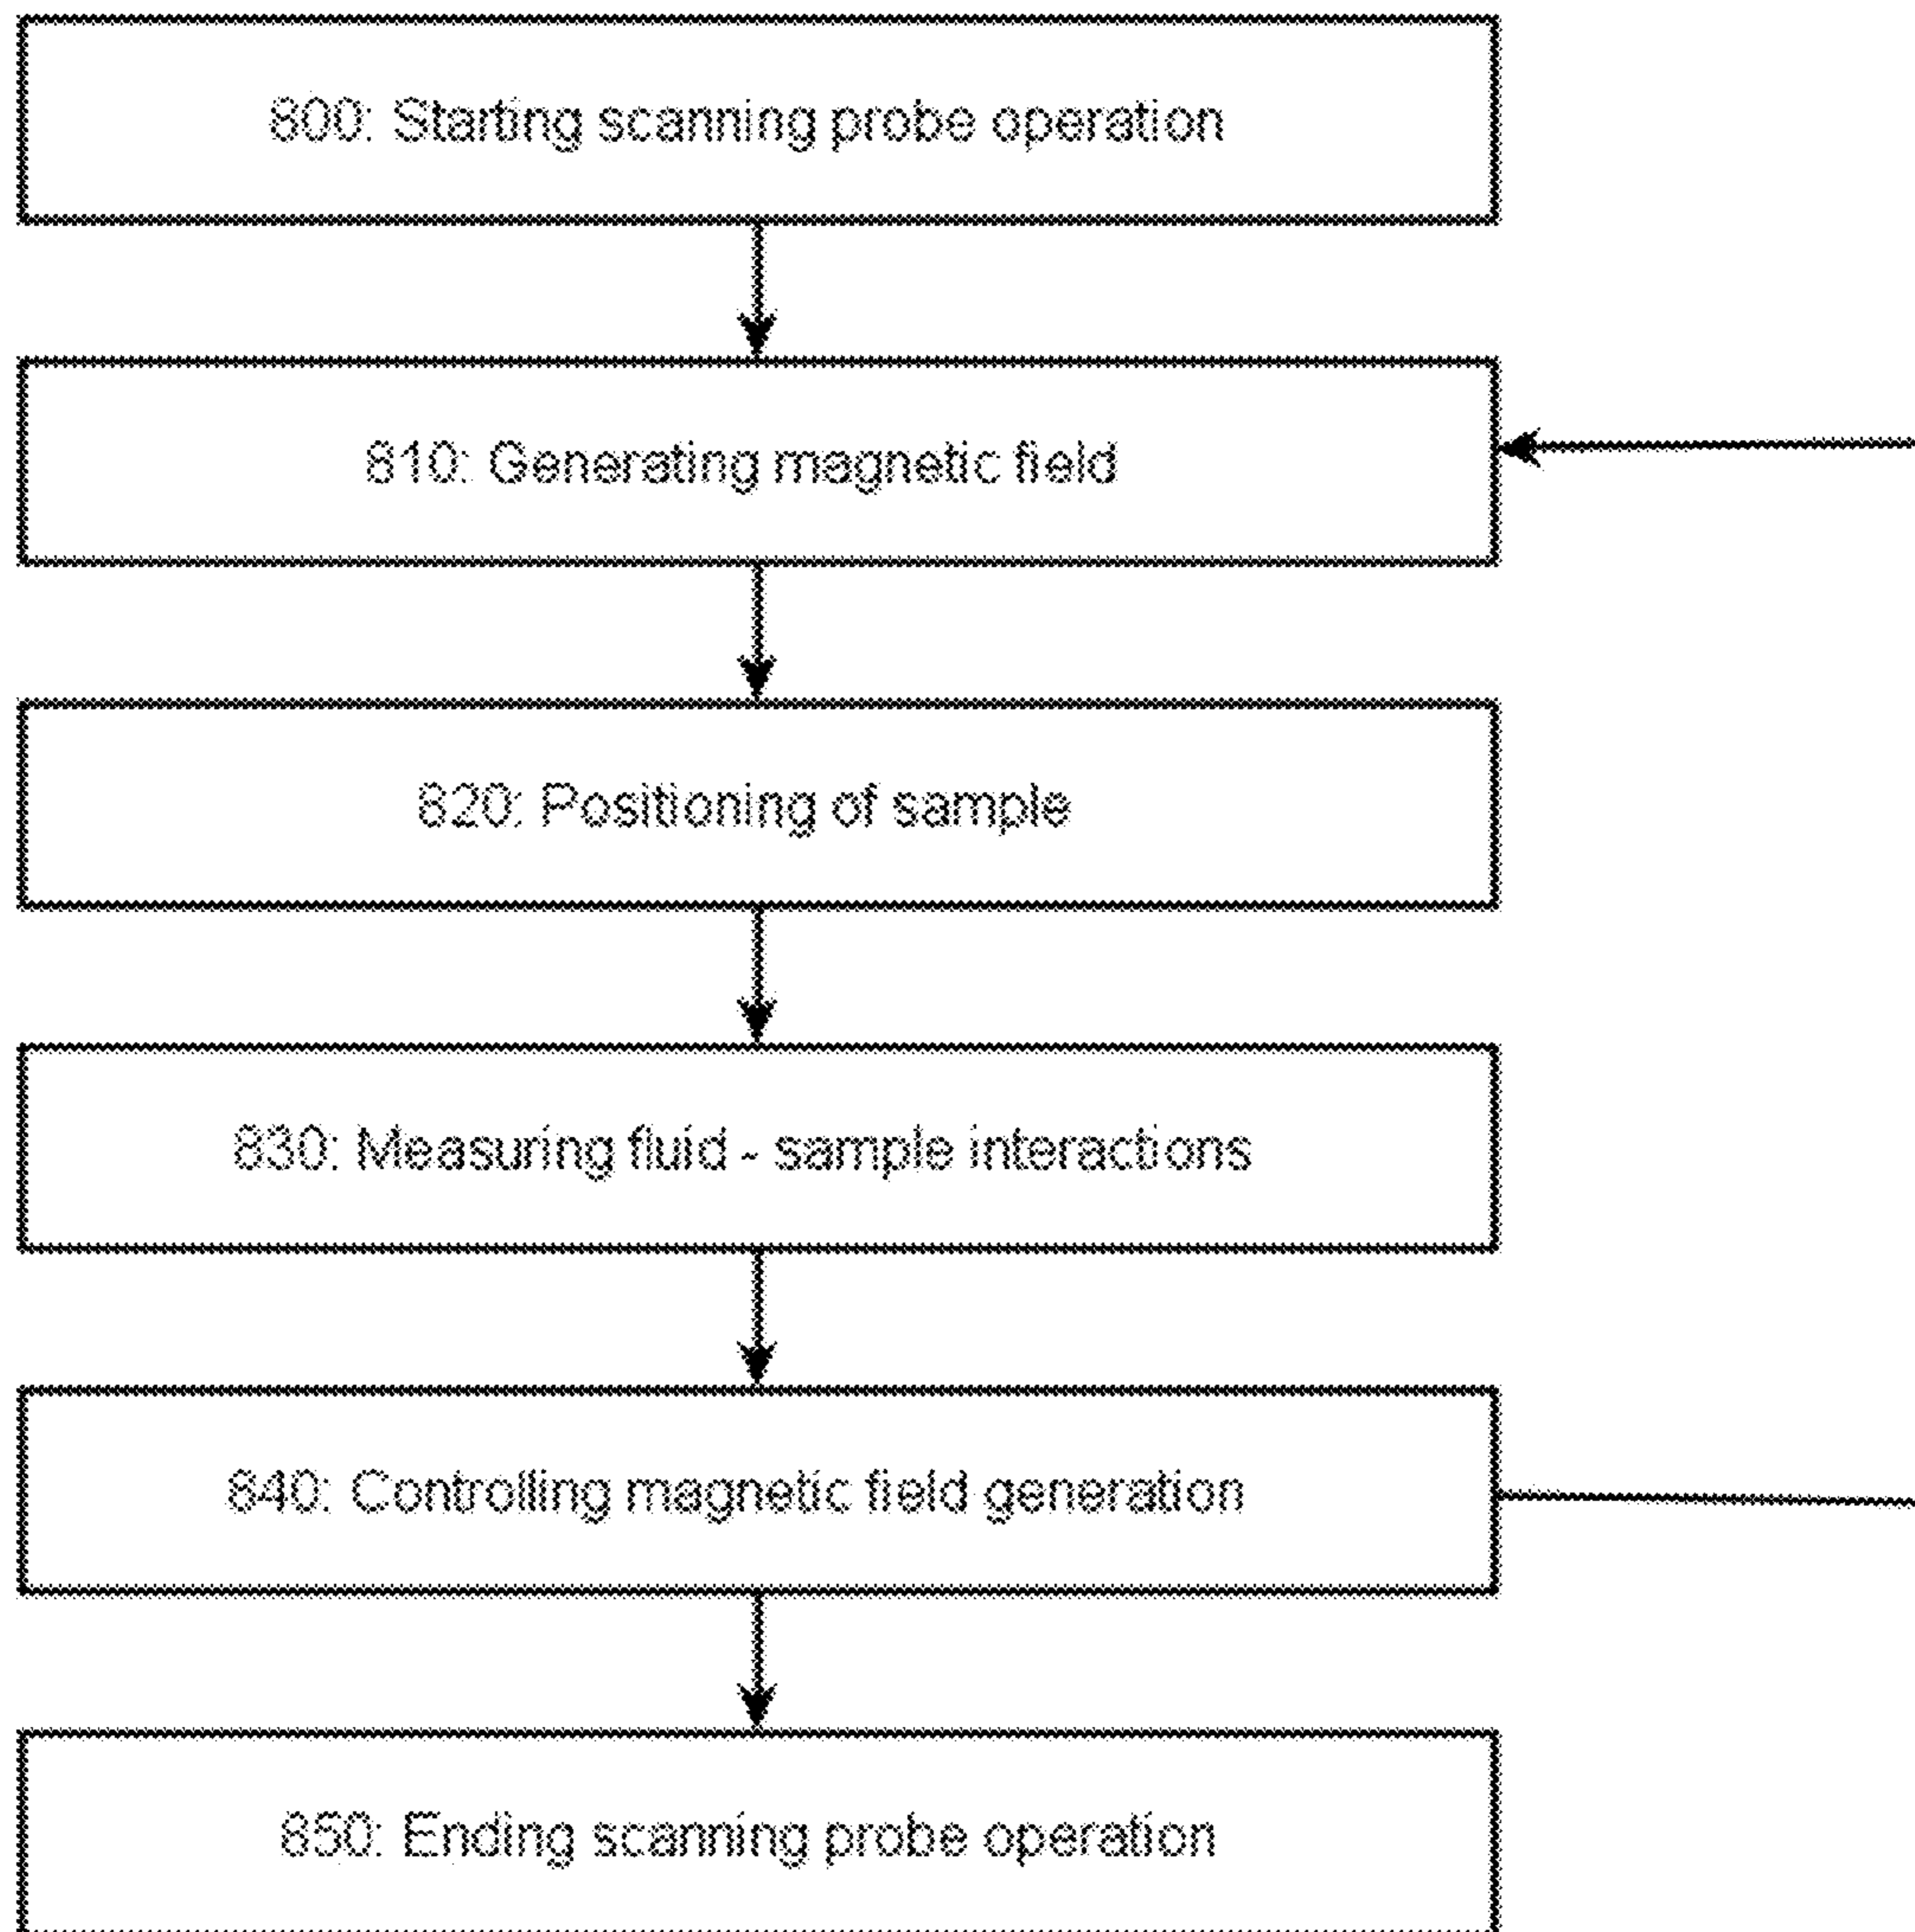 800: Starting scanning probe operation
810: Generating magnetic field
820: Positioning of sample
830: Measuring fluid - sample interactions
840: Controlling magnetic field generation
850: Ending scanning probe operation